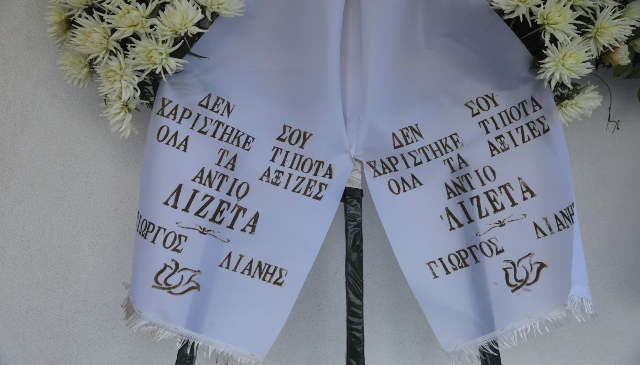 ΔΕΝ ΣΟΥ
ΧΑΡΙΣΤΗΚΕ ΤΙΠΟΤΑ
ΟΛΑ ΤΑ ΑΞΙΖΕΣ
ΑΝΤΙΟ
ΛΙΖΕΤΑ
ΓΙΩΡΓΟΣ ΛΙΑΝΗΣ
ΔΕΝ ΣΟΥ
ΧΑΡΙΣΤΗΚΕ ΤΙΠΟΤΑ
ΟΛΑ ΤΑ ΑΞΙΖΕΣ
ΑΝΤΙΟ
ΛΙΖΕΤΑ
ΓΙΩΡΓΟΣ ΛΙΑΝΗΣ